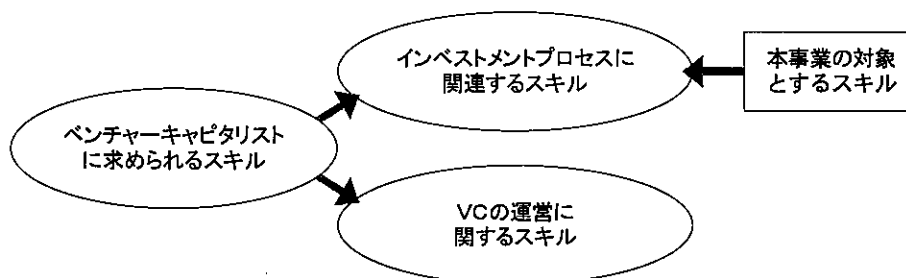 インベストメントプロセスに
関連するスキル
本事業の対象
とするスキル
ベンチャーキャピタリスト
に求められるスキル
VCの運営に
関するスキル